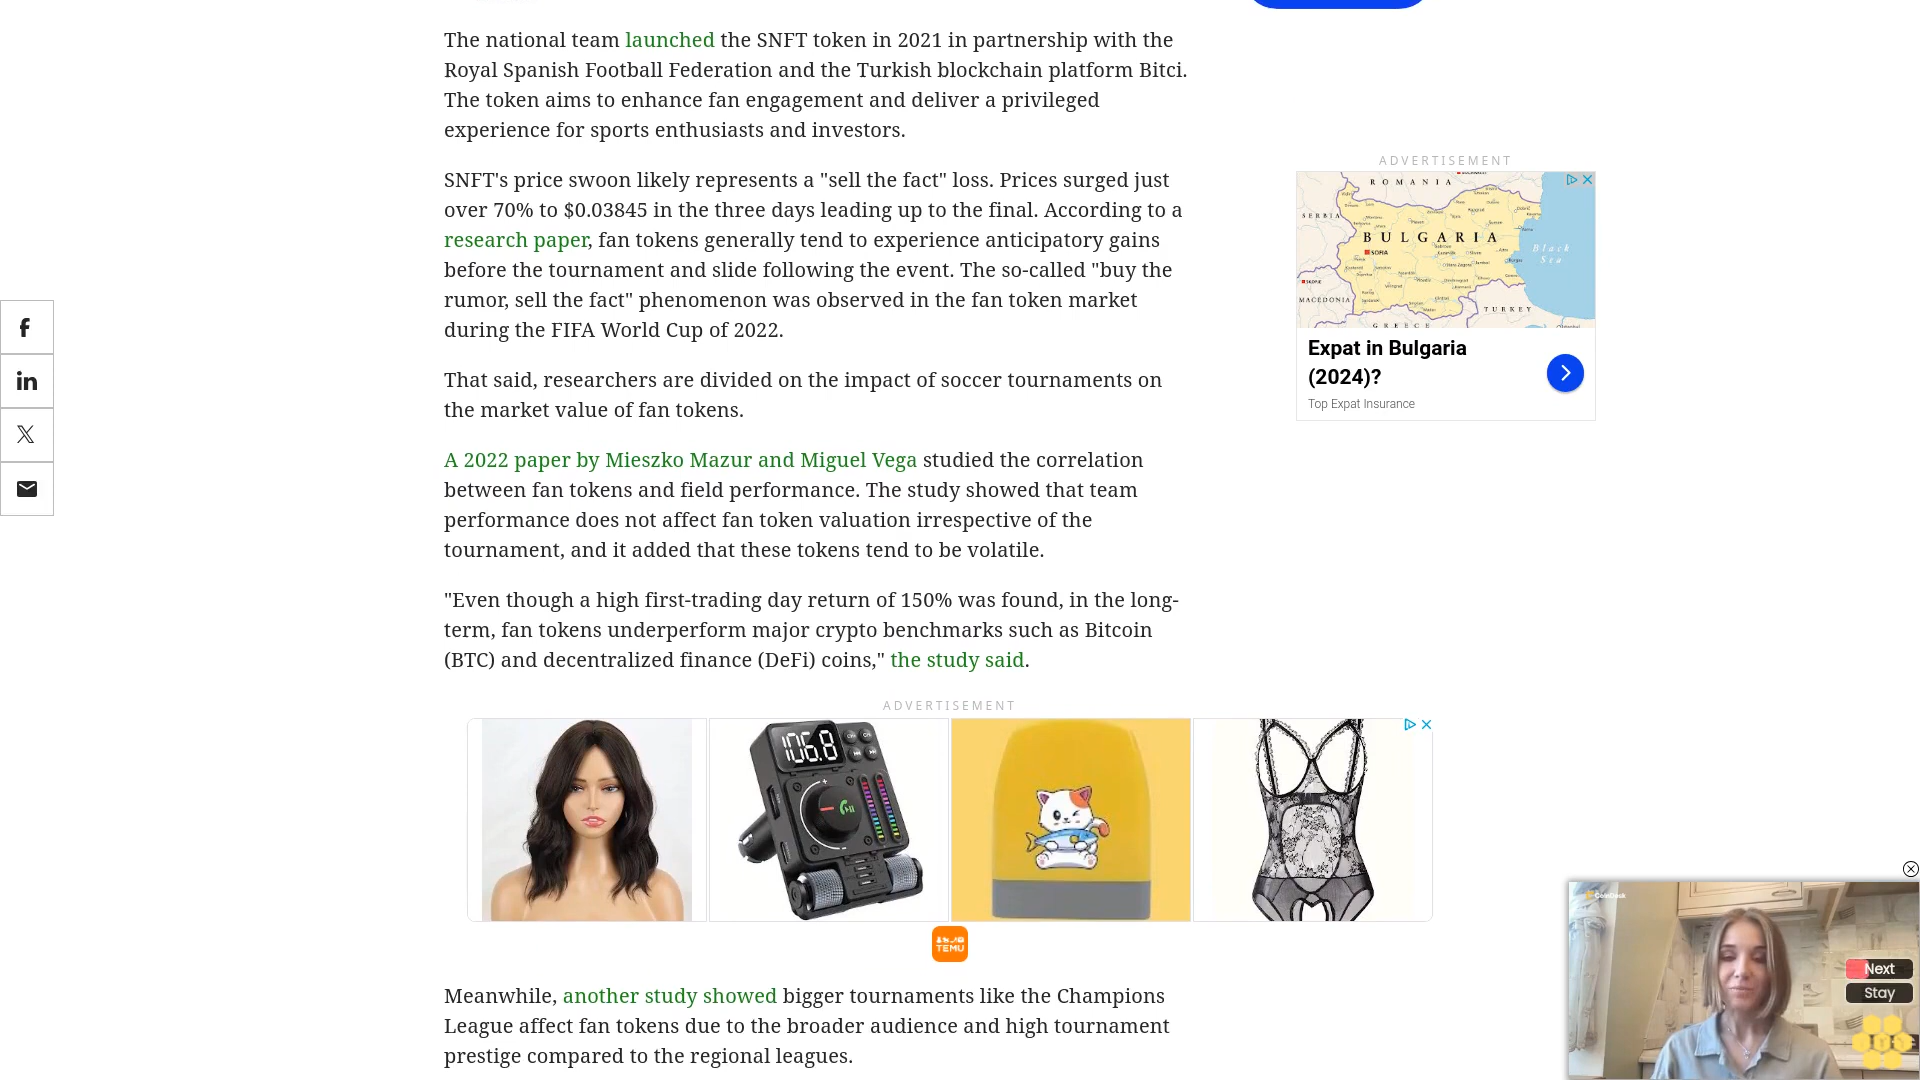 The national team launched the SNFT token in 2021 in partnership with the
Royal Spanish Football Federation and the Turkish blockchain platform Bitci.
The token aims to enhance fan engagement and deliver a privileged
experience for sports enthusiasts and investors.
SNFT's price swoon likely represents a "sell the fact" loss. Prices surged just
over 70% to $0.03845 in the three days leading up to the final. According to a
research paper, fan tokens generally tend to experience anticipatory gains
before the tournament and slide following the event. The so-called "buy the
rumor, sell the fact" phenomenon was observed in the fan token market
during the FIFA World Cup of 2022.
That said, researchers are divided on the impact of soccer tournaments on
the market value of fan tokens.
A 2022 paper by Mieszko Mazur and Miguel Vega studied the correlation
between fan tokens and field performance. The study showed that team
performance does not affect fan token valuation irrespective of the
tournament, and it added that these tokens tend to be volatile.
"Even though a high first-trading day return of 150% was found, in the long-
term, fan tokens underperform major crypto benchmarks such as Bitcoin
(BTC) and decentralized finance (DeFi) coins," the study said.
ADVERTISEMENT
106.8
TEMU
Meanwhile, another study showed bigger tournaments like the Champions
League affect fan tokens due to the broader audience and high tournament
prestige compared to the regional leagues.
ADVERTISEMENT
ROMANIA
SERBIA
BULGARIA
SOFIA
Black
Sea
MACEDONIA
TURKEY
GREECE
Expat in Bulgaria
(2024)?
Top Expat Insurance
CoinDesk
Next
Stay